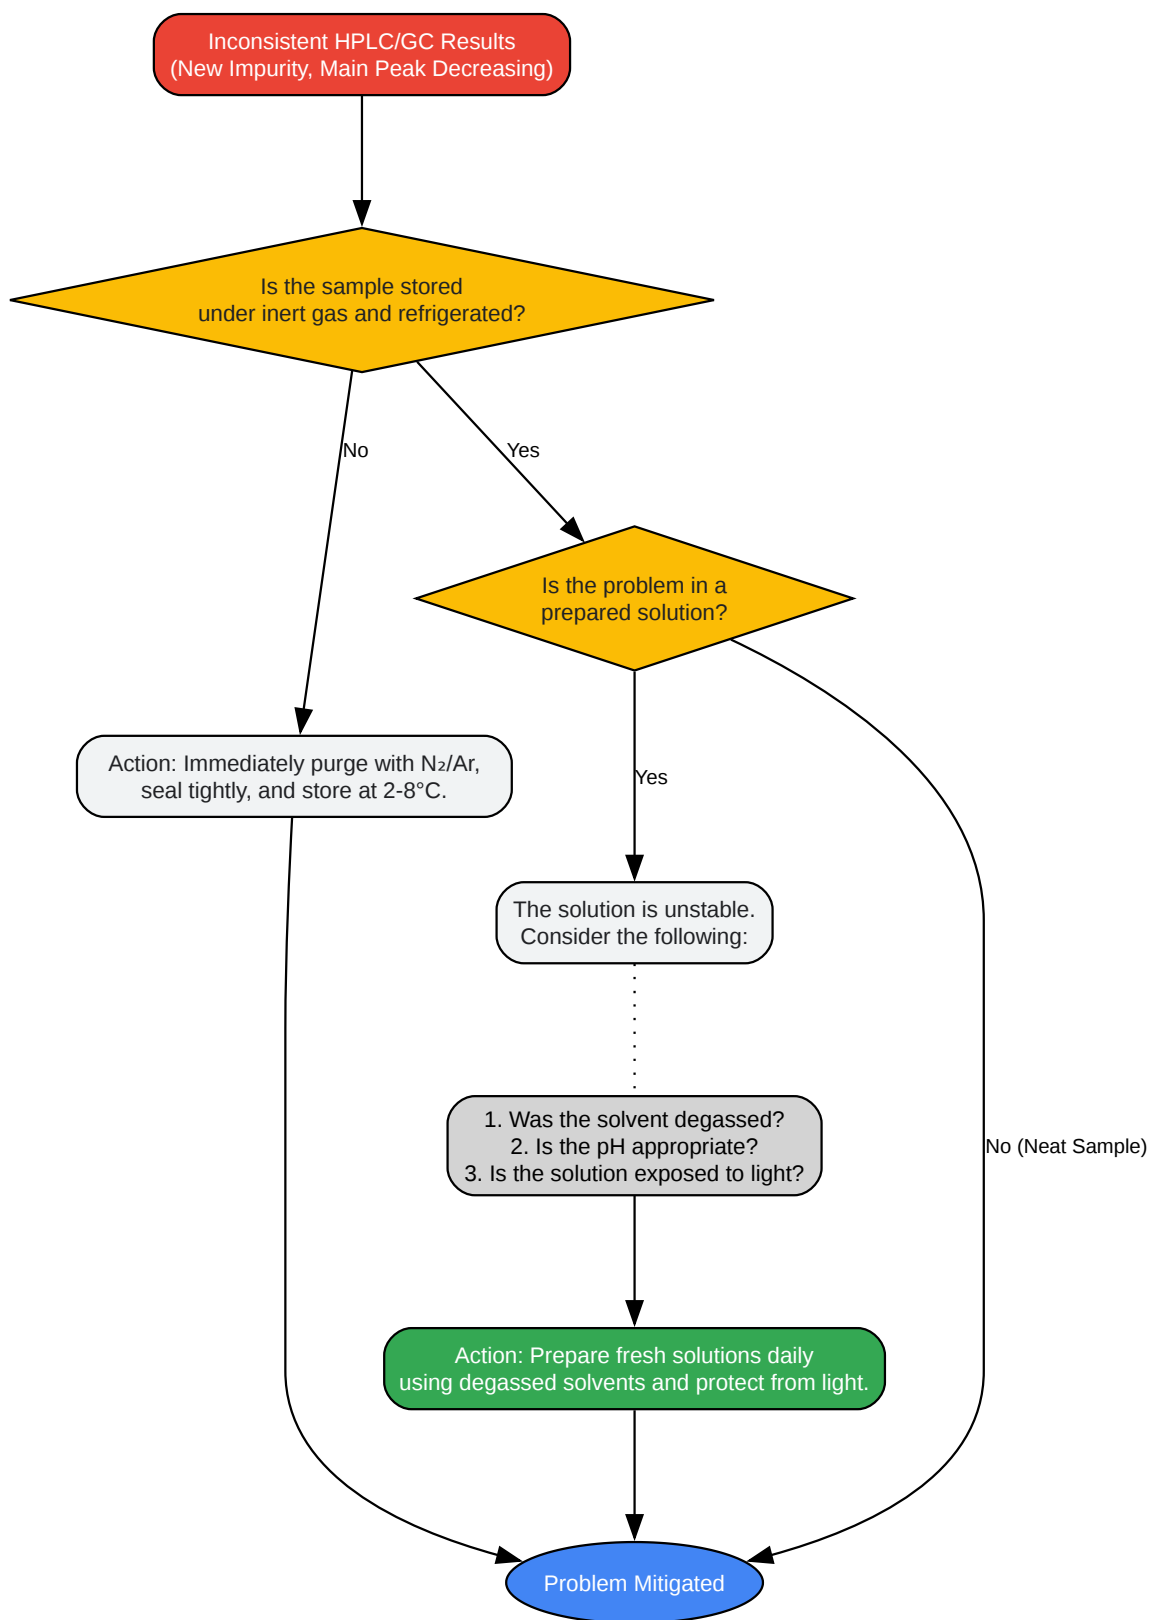 Inconsistent HPLC/GC Results
(New Impurity, Main Peak Decreasing)
Is the sample stored
under inert gas and refrigerated?
No
Yes
Is the problem in a
prepared solution?
Action: Immediately purge with N₂/Ar,
seal tightly, and store at 2-8°C.
Yes
The solution is unstable.
Consider the following:
1. Was the solvent degassed?
2. Is the pH appropriate?
3. Is the solution exposed to light?
No (Neat Sample)
Action: Prepare fresh solutions daily
using degassed solvents and protect from light.
Problem Mitigated